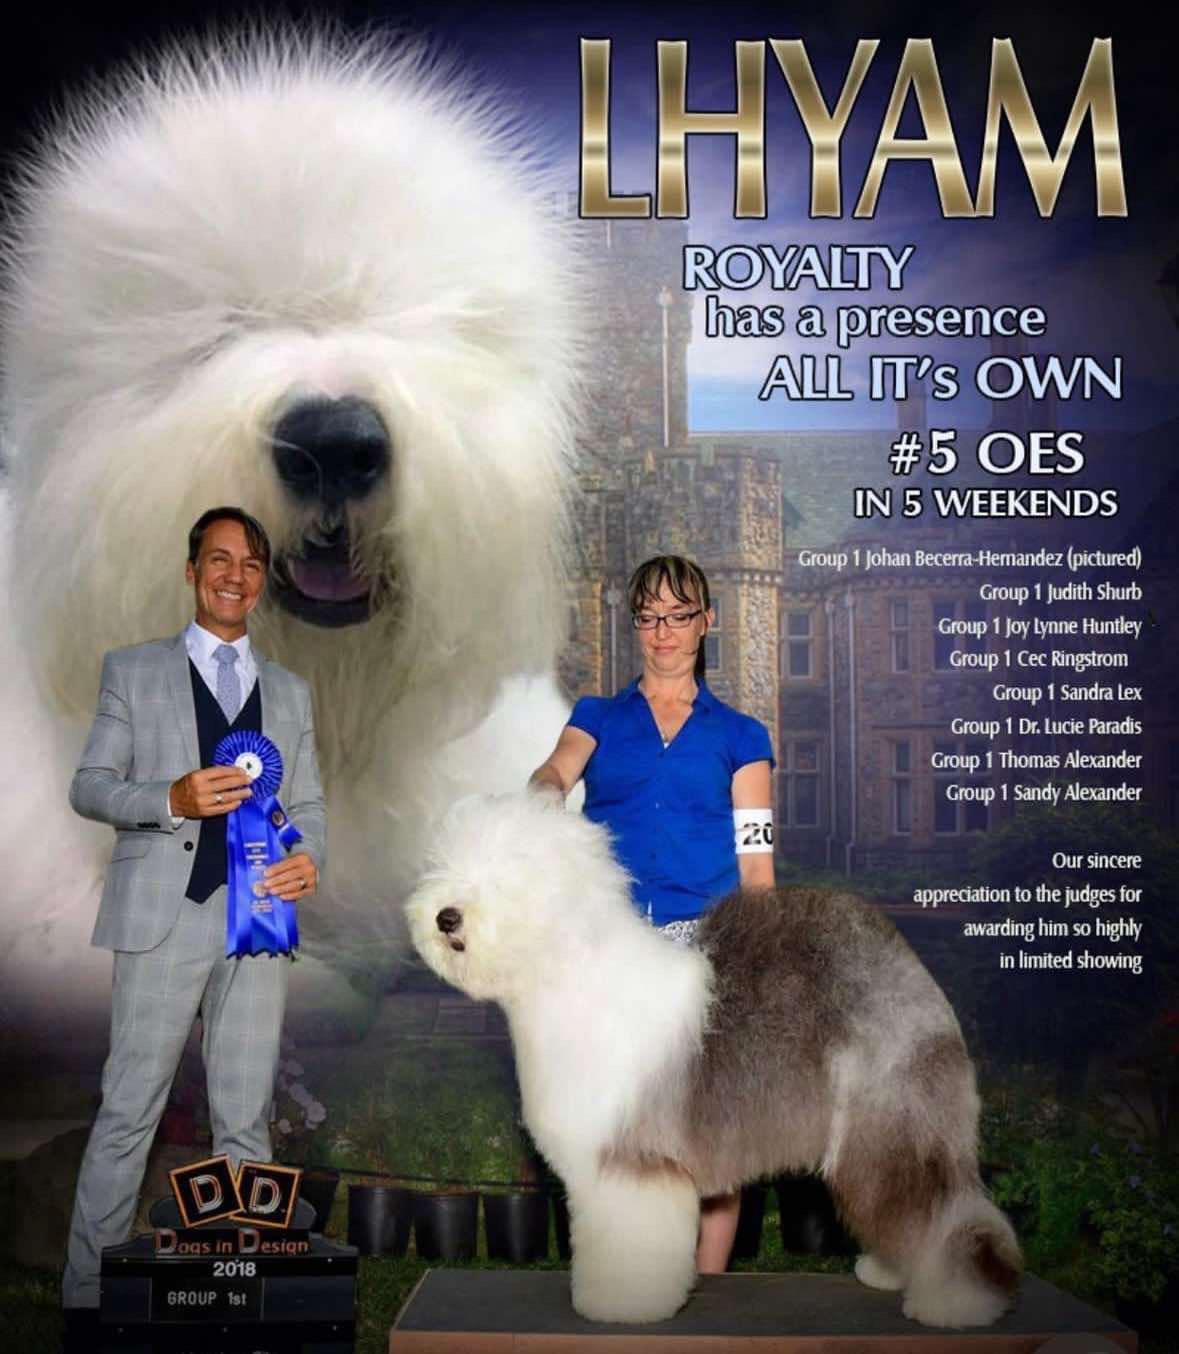 LHYAM
ROYALTY
has a presence
ALL IT's OWN
#5 OES
IN 5 WEEKENDS
Group 1 Johan Becerra-Hernandez (pictured)
Group 1 Judith Shurb
Group 1 Joy Lynne Huntley
Group 1 Cec Ringstrom
Group 1 Sandra Lex
Group 1 Dr. Lucie Paradis
Group 1 Thomas Alexander
Group 1 Sandy Alexander
Our sincere
appreciation to the judges for
awarding him so highly
in limited showing
20
D D
Dogs in Design
2018
GROUP 1st